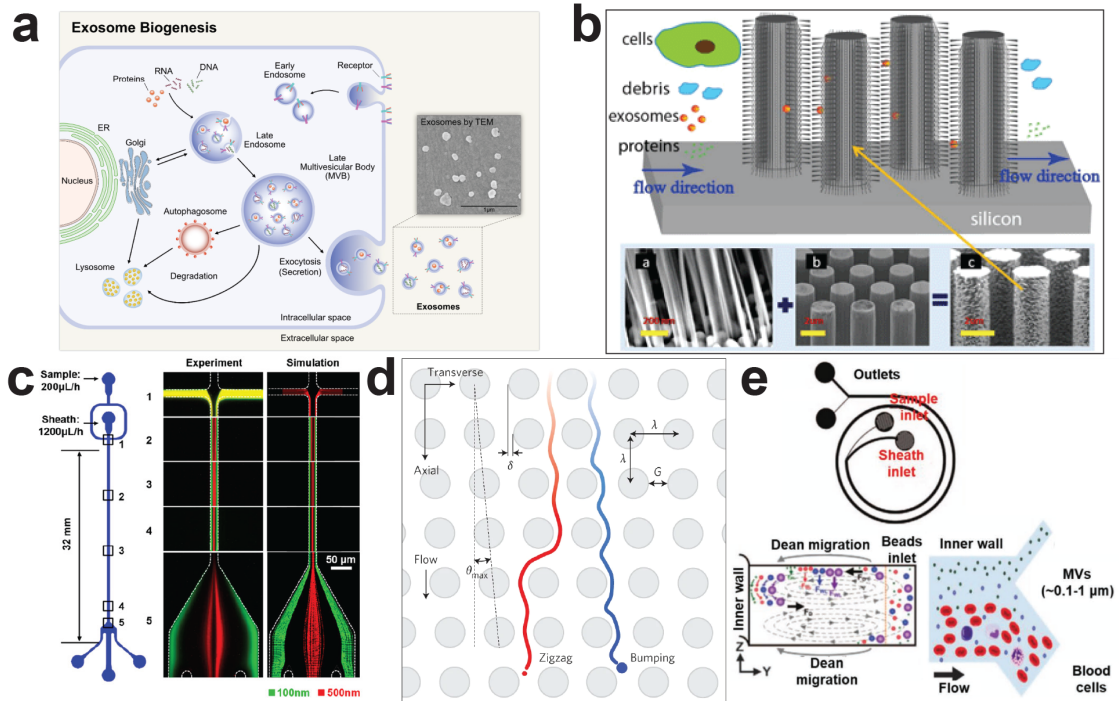 a
Exosome Biogenesis
RNA
DNA
Proteins
Early
Endosome
Receptor
ER
Golgi
Late
Endosome
Exosomes by TEM
1µm
Nucleus
Late
Multivesicular Body
(MVB)
Autophagosome
Lysosome
Degradation
Exocytosis
(Secretion)
Exosomes
Intracellular space
Extracellular space
b
cells
debris
exosomes
proteins
flow direction
flow direction
silicon
a
b
c
+
=
c
Sample:
200µL/h
Sheath:
1200µL/h
1
2
3
4
5
32 mm
Experiment
Simulation
1
2
3
4
5
50 µm
100nm
500nm
d
Transverse
Axial
δ
λ
λ
G
Flow
θmax
Zigzag
Bumping
e
Outlets
Sample
inlet
Sheath
inlet
Dean migration
Beads
inlet
Inner wall
Z
Y
Dean
migration
Inner wall
MVs
(~0.1-1 µm)
Flow
Blood
cells